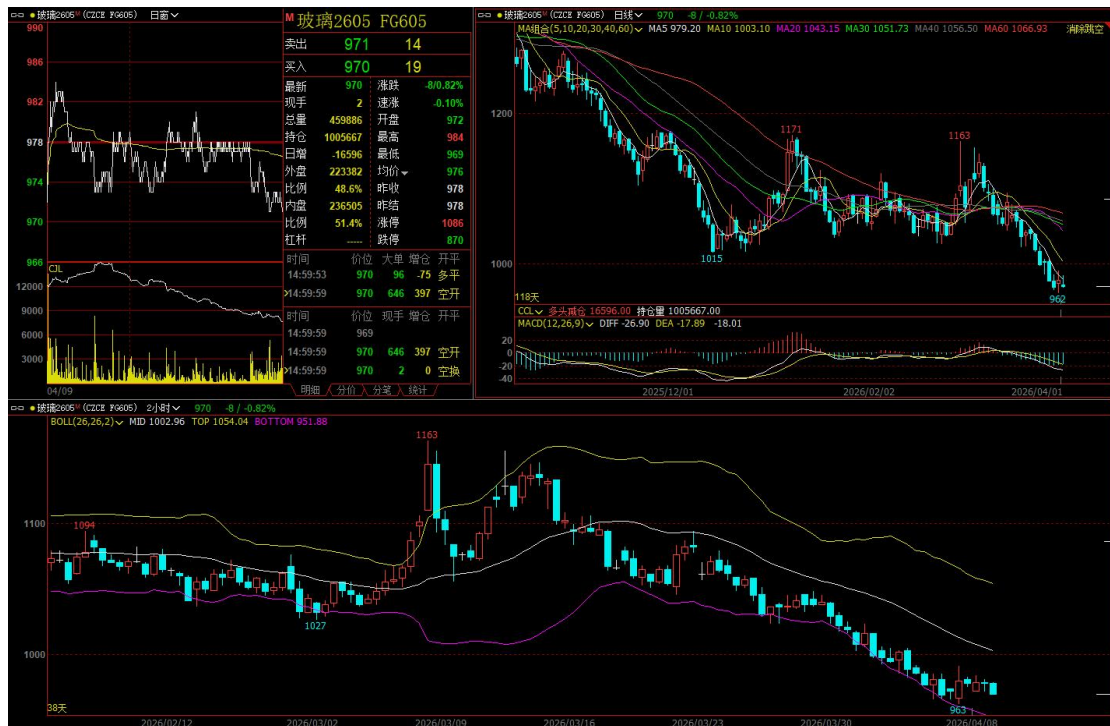 玻璃2605M (CZCE FG605) 日窗
990
986
982
978
974
970
966
CJL
12000
9000
6000
3000
04/09
M 玻璃2605 FG605
卖出 971 14
买入 970 19
最新 970 涨跌 -8/0.82%
现手 2 速涨 -0.10%
总量 459886 开盘 972
持仓 1005667 最高 984
日增 -16596 最低 969
外盘 223382 均价 976
比例 48.6% 昨收 978
内盘 236505 昨结 978
比例 51.4% 涨停 1086
杠杆 ----- 跌停 870
时间 价位 大单 增仓 开平
14:59:53 970 96 -75 多平
14:59:59 970 646 397 空开
时间 价位 现手 增仓 开平
14:59:59 969
14:59:59 970 646 397 空开
14:59:59 970 2 0 空换
明细 分价 分笔 统计
玻璃2605M (CZCE FG605) 日线 970 -8 / -0.82%
MA组合(5,10,20,30,40,60) MA5 979.20 MA10 1003.10 MA20 1043.15 MA30 1051.73 MA40 1056.50 MA60 1066.93 消除跳空
1200
1171
1163
1015
1000
962
118天
CCL 多头减仓 16596.00 持仓量 1005667.00
MACD(12,26,9) DIFF -26.90 DEA -17.89 -18.01
20
0
-20
-40
2025/12/01 2026/02/02 2026/04/01
玻璃2605M (CZCE FG605) 2小时 970 -8 / -0.82%
BOLL(26,26,2) MID 1002.96 TOP 1054.04 BOTTOM 951.88
1163
1100
1094
1027
1000
963
38天
2026/02/12 2026/03/02 2026/03/09 2026/03/16 2026/03/23 2026/03/30 2026/04/08